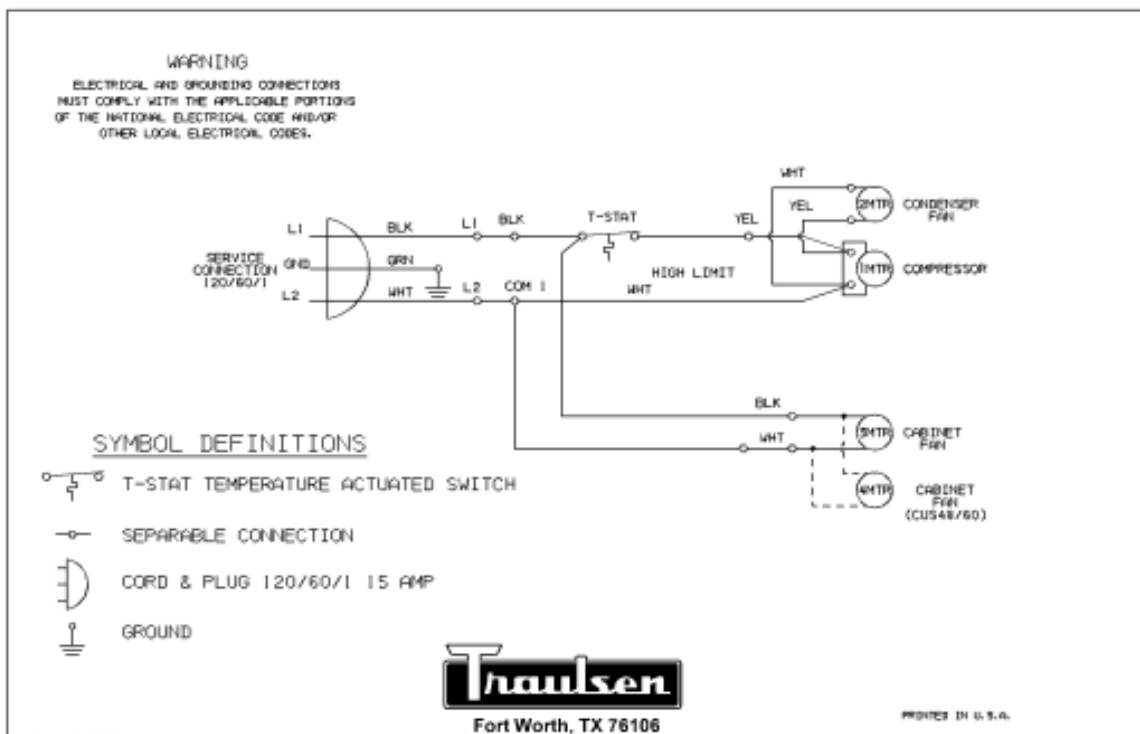 WARNING
ELECTRICAL AND GROUNDING CONNECTIONS
MUST COMPLY WITH THE APPLICABLE PORTIONS
OF THE NATIONAL ELECTRICAL CODE AND/OR
OTHER LOCAL ELECTRICAL CODES.
WHT
2MTR
CONDENSER
FAN
YEL
L1
BLK
L1
BLK
T-STAT
YEL
SERVICE
CONNECTION
120/60/1
GND
GRN
HIGH LIMIT
1MTR
COMPRESSOR
L2
WHT
L2
COM 1
WHT
BLK
WHT
3MTR
CABINET
FAN
4MTR
CABINET
FAN
(CUS48/60)
SYMBOL DEFINITIONS
T-STAT TEMPERATURE ACTUATED SWITCH
SEPARABLE CONNECTION
CORD & PLUG 120/60/1 15 AMP
GROUND
Traulsen
Fort Worth, TX 76106
PRINTED IN U.S.A.